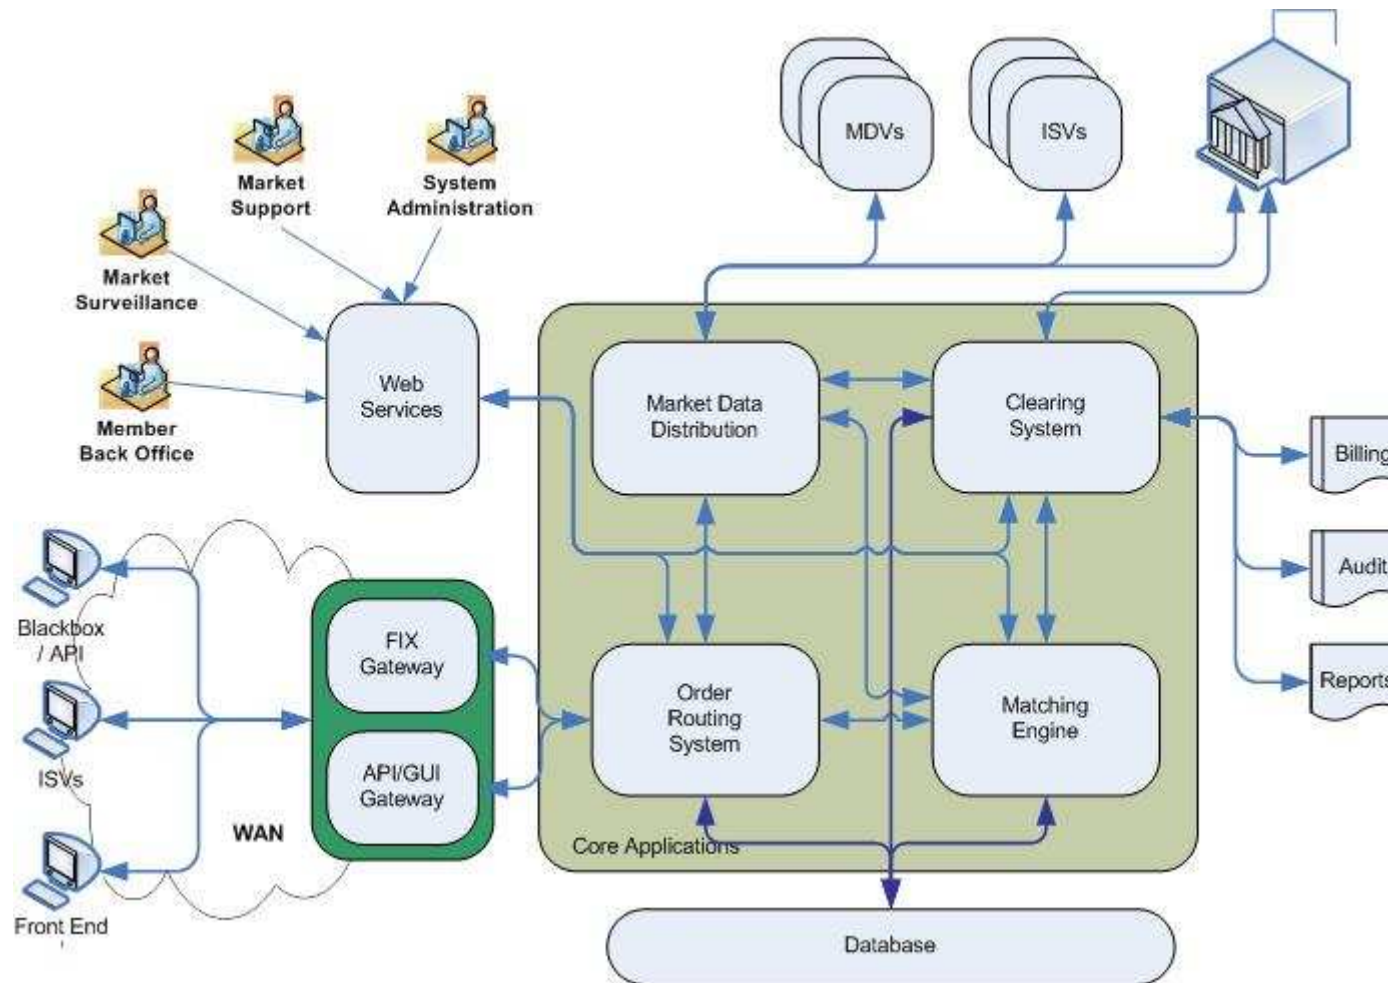 MDVs
ISVs
Market
Support
System
Administration
Market
Surveillance
Member
Back Office
Web
Services
Market Data
Distribution
Clearing
System
Billing
Audit
Reports
Blackbox
/ API
ISVs
Front End
WAN
FIX
Gateway
API/GUI
Gateway
Order
Routing
System
Matching
Engine
Core Applications
Database